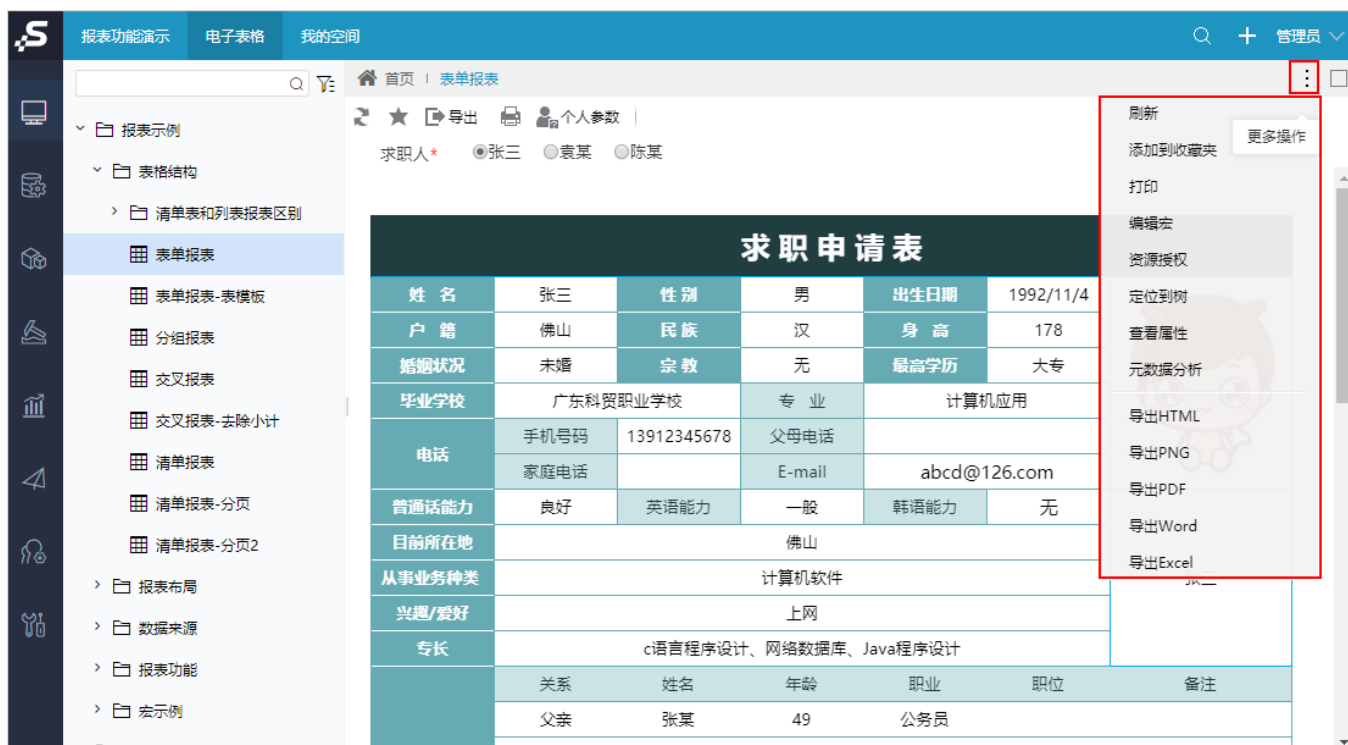 报表功能演示 电子表格 我的空间 管理员
首页 表单报表
导出 个人参数
求职人* 张三 袁某 陈某
报表示例
表格结构
清单表和列表报表区别
表单报表
表单报表-表模板
分组报表
交叉报表
交叉报表-去除小计
清单报表
清单报表-分页
清单报表-分页2
报表布局
数据来源
报表功能
宏示例
求职申请表
姓 名 张三 性别 男 出生日期 1992/11/4
户 籍 佛山 民族 汉 身 高 178
婚姻状况 未婚 宗教 无 最高学历 大专
毕业学校 广东科贸职业学校 专 业 计算机应用
电话 手机号码 13912345678 父母电话
家庭电话 E-mail abcd@126.com
普通话能力 良好 英语能力 一般 韩语能力 无
目前所在地 佛山
从事业务种类 计算机软件
兴趣/爱好 上网
专长 c语言程序设计、网络数据库、Java程序设计
关系 姓名 年龄 职业 职位 备注
父亲 张某 49 公务员
刷新
更多操作
添加到收藏夹
打印
编辑宏
资源授权
定位到树
查看属性
元数据分析
导出HTML
导出PNG
导出PDF
导出Word
导出Excel